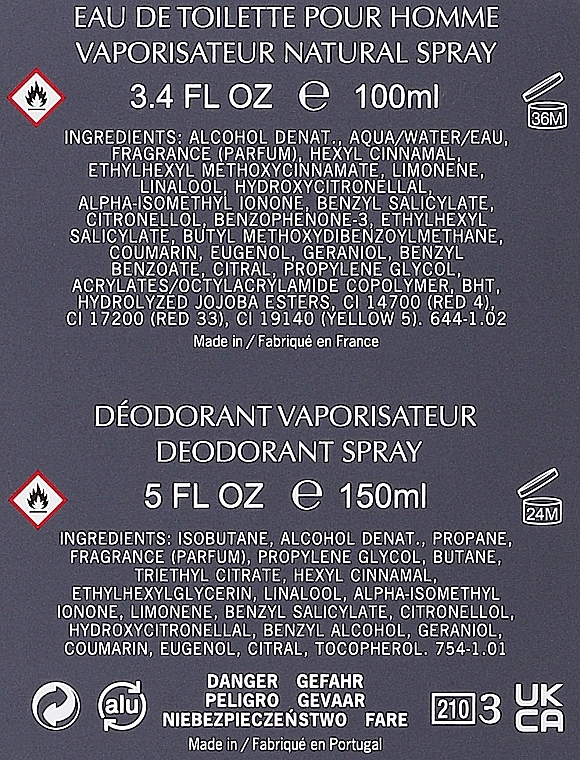 EAU DE TOILETTE POUR HOMME
VAPORISATEUR NATURAL SPRAY
3.4 FL OZ ℮ 100ml
36M
INGREDIENTS: ALCOHOL DENAT., AQUA/WATER/EAU,
FRAGRANCE (PARFUM), HEXYL CINNAMAL,
ETHYLHEXYL METHOXYCINNAMATE, LIMONENE,
LINALOOL, HYDROXYCITRONELLAL,
ALPHA-ISOMETHYL IONONE, BENZYL SALICYLATE,
CITRONELLOL, BENZOPHENONE-3, ETHYLHEXYL
SALICYLATE, BUTYL METHOXYDIBENZOYLMETHANE,
COUMARIN, EUGENOL, GERANIOL, BENZYL
BENZOATE, CITRAL, PROPYLENE GLYCOL,
ACRYLATES/OCTYLACRYLAMIDE COPOLYMER, BHT,
HYDROLYZED JOJOBA ESTERS, CI 14700 (RED 4),
CI 17200 (RED 33), CI 19140 (YELLOW 5). 644-1.02
Made in / Fabriqué en France
DÉODORANT VAPORISATEUR
DEODORANT SPRAY
5 FL OZ ℮ 150ml
24M
INGREDIENTS: ISOBUTANE, ALCOHOL DENAT., PROPANE,
FRAGRANCE (PARFUM), PROPYLENE GLYCOL, BUTANE,
TRIETHYL CITRATE, HEXYL CINNAMAL,
ETHYLHEXYLGLYCERIN, LINALOOL, ALPHA-ISOMETHYL
IONONE, LIMONENE, BENZYL SALICYLATE, CITRONELLOL,
HYDROXYCITRONELLAL, BENZYL ALCOHOL, GERANIOL,
COUMARIN, EUGENOL, CITRAL, TOCOPHEROL. 754-1.01
alu
DANGER GEFAHR
PELIGRO GEVAAR
NIEBEZPIECZEŃSTWO FARE
210 3
UK
CA
Made in / Fabriqué en Portugal